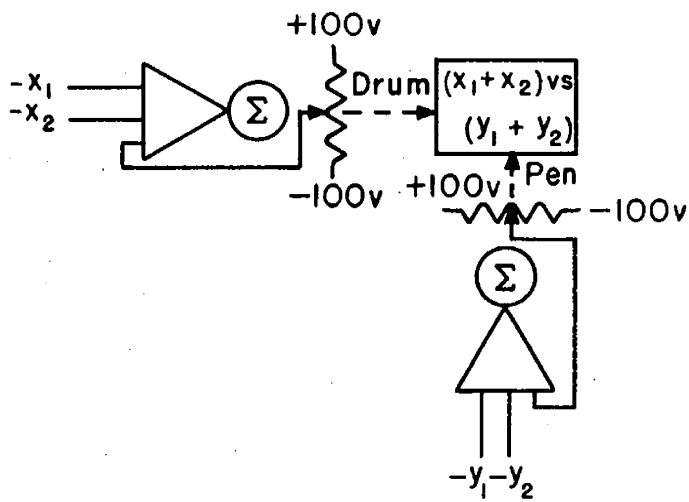 +100v
-x₁
-x₂
Σ
Drum
(x₁+x₂) vs
(y₁ + y₂)
-100v
+100v
Pen
-100v
Σ
-y₁-y₂